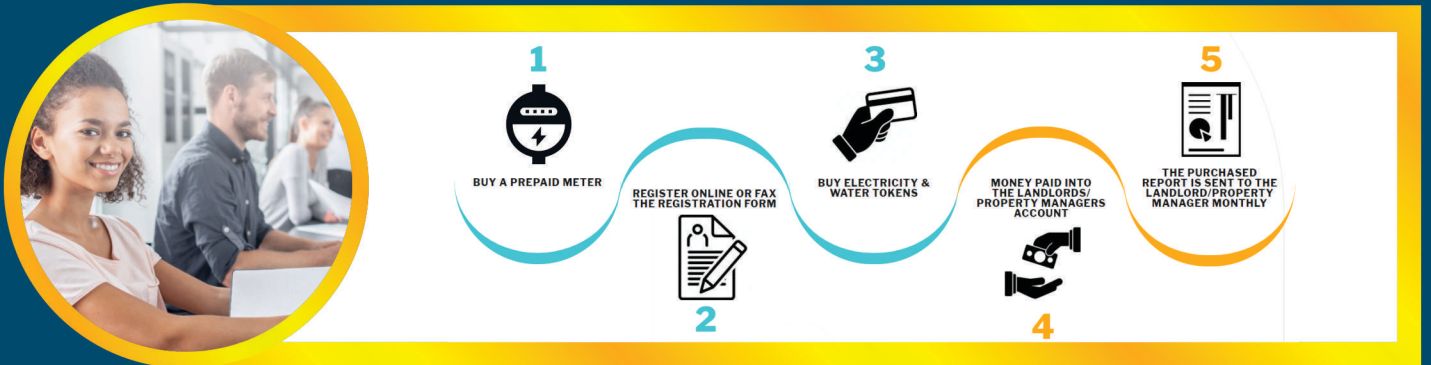 1
BUY A PREPAID METER
REGISTER ONLINE OR FAX
THE REGISTRATION FORM
2
3
BUY ELECTRICITY &
WATER TOKENS
MONEY PAID INTO
THE LANDLORDS/
PROPERTY MANAGERS
ACCOUNT
4
5
THE PURCHASED
REPORT IS SENT TO THE
LANDLORD/PROPERTY
MANAGER MONTHLY